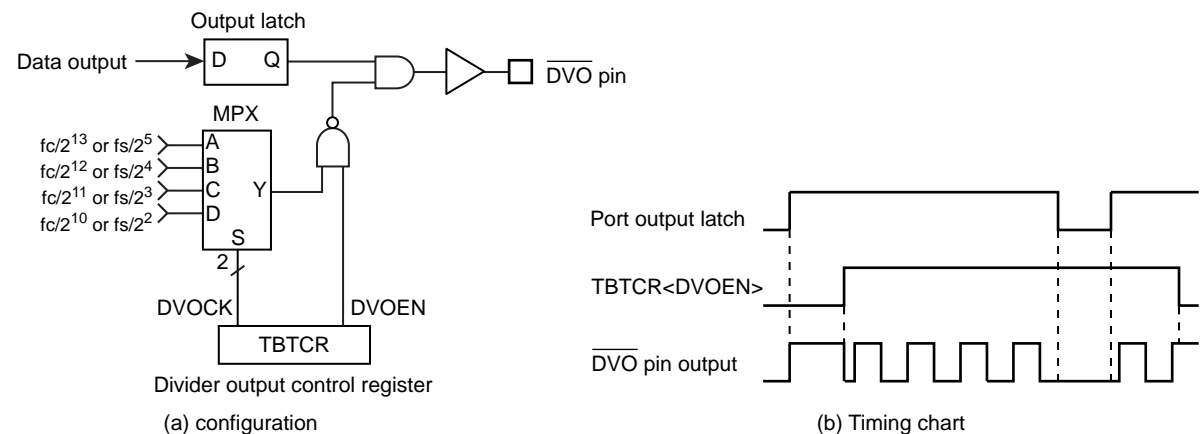 Output latch
Data output
D Q
DVO pin
MPX
fc/2^13 or fs/2^5
A
fc/2^12 or fs/2^4
B
fc/2^11 or fs/2^3
C
Y
fc/2^10 or fs/2^2
D
S
2
DVOCK
DVOEN
TBTCR
Divider output control register
(a) configuration
Port output latch
TBTCR<DVOEN>
DVO pin output
(b) Timing chart